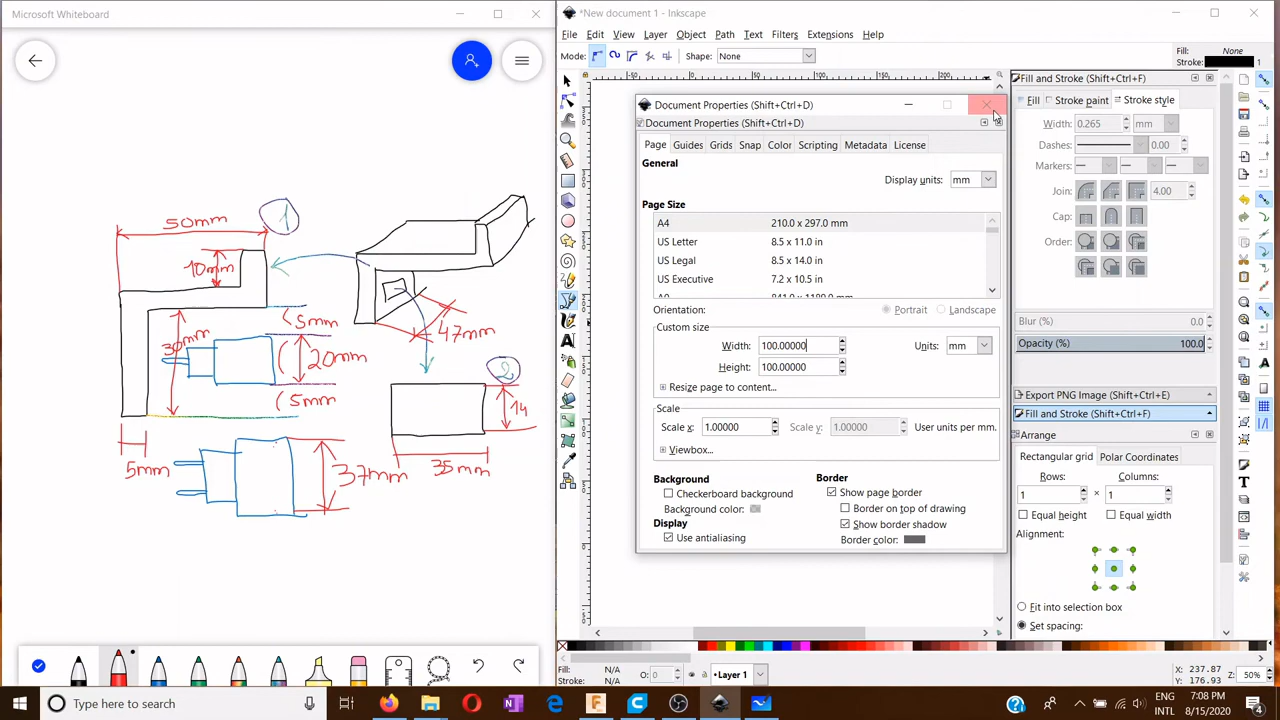 Microsoft Whiteboard
50mm
1
10mm
30mm
5mm
20mm
5mm
47mm
2
14
35mm
5mm
37mm
*New document 1 - Inkscape
File Edit View Layer Object Path Text Filters Extensions Help
Mode: Shape: None
Fill: None
Stroke: 1
Document Properties (Shift+Ctrl+D)
Document Properties (Shift+Ctrl+D)
Page Guides Grids Snap Color Scripting Metadata License
General
Display units: mm
Page Size
A4 210.0 x 297.0 mm
US Letter 8.5 x 11.0 in
US Legal 8.5 x 14.0 in
US Executive 7.2 x 10.5 in
A0 841.0 x 1189.0 mm
Orientation: Portrait Landscape
Custom size
Width: 100.00000 Units: mm
Height: 100.00000
Resize page to content...
Scale
Scale x: 1.00000 Scale y: 1.00000 User units per mm.
Viewbox...
Background
Checkerboard background
Background color:
Display
Use antialiasing
Border
Show page border
Border on top of drawing
Show border shadow
Border color:
Fill and Stroke (Shift+Ctrl+F)
Fill Stroke paint Stroke style
Width: 0.265 mm
Dashes: 0.00
Markers:
Join: 4.00
Cap:
Order:
Blur (%) 0.0
Opacity (%) 100.0
Export PNG Image (Shift+Ctrl+E)
Fill and Stroke (Shift+Ctrl+F)
Arrange
Rectangular grid Polar Coordinates
Rows: Columns:
1 × 1
Equal height Equal width
Alignment:
Fit into selection box
Set spacing:
Fill: N/A
Stroke: N/A
O: 0
•Layer 1
X: 237.87
Y: 176.93
Z: 50%
Type here to search
ENG
INTL
7:08 PM
8/15/2020
4